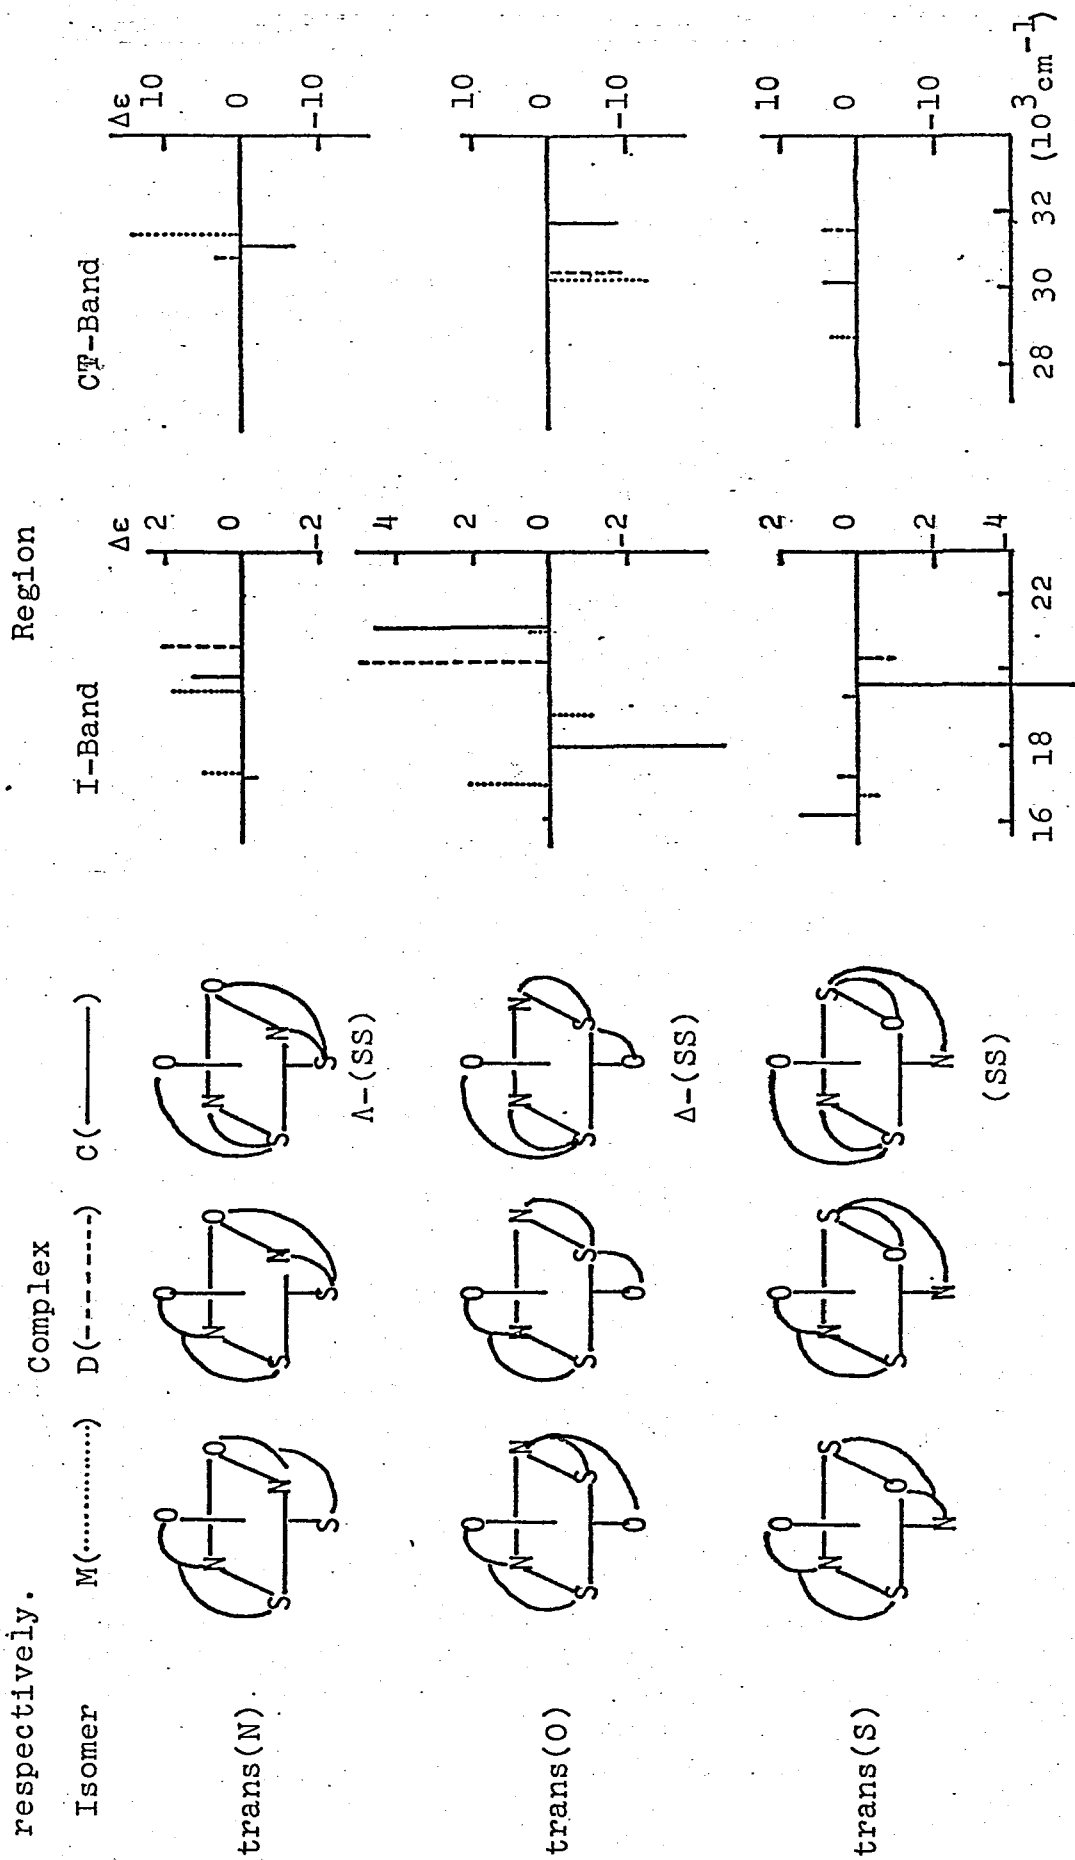 respectively.
Isomer Complex Region
M(············) D(-------) C(———) I-Band CT-Band
trans(N)
O O O
N O N O N O
S N S N S N
S S S
Λ-(SS)
Δε 2 0 -2
Δε 10 0 -10
trans(O)
O O O
N N N N N N
S S S S S S
O O O
Δ-(SS)
4 2 0 -2
10 0 -10
trans(S)
O O O
N S N S N S
S O S O S O
N N N
(SS)
2 0 -2 -4
10 0 -10
16 18 22 28 30 32 (10³cm⁻¹)